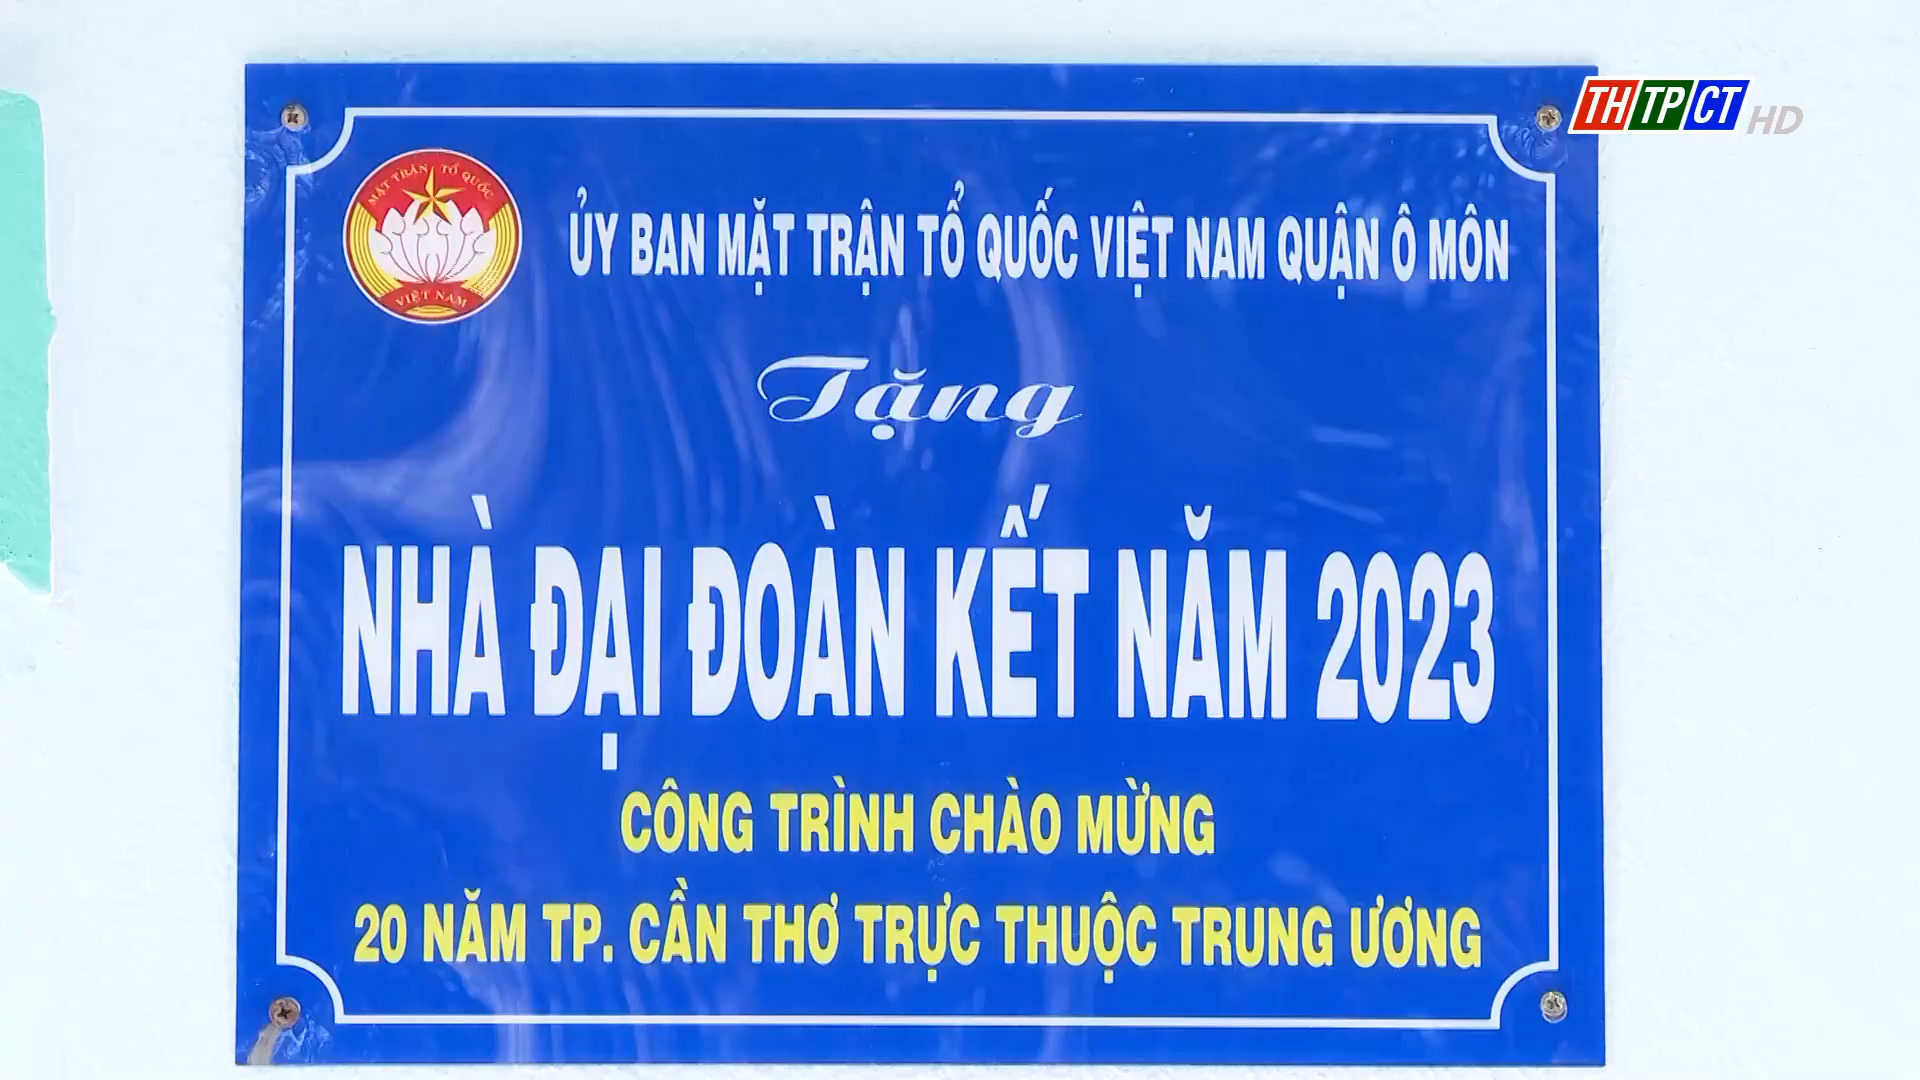 THTPCT HD
MẶT TRẬN TỔ QUỐC
VIỆT NAM
ỦY BAN MẶT TRẬN TỔ QUỐC VIỆT NAM QUẬN Ô MÔN
Tặng
NHÀ ĐẠI ĐOÀN KẾT NĂM 2023
CÔNG TRÌNH CHÀO MỪNG
20 NĂM TP. CẦN THƠ TRỰC THUỘC TRUNG ƯƠNG